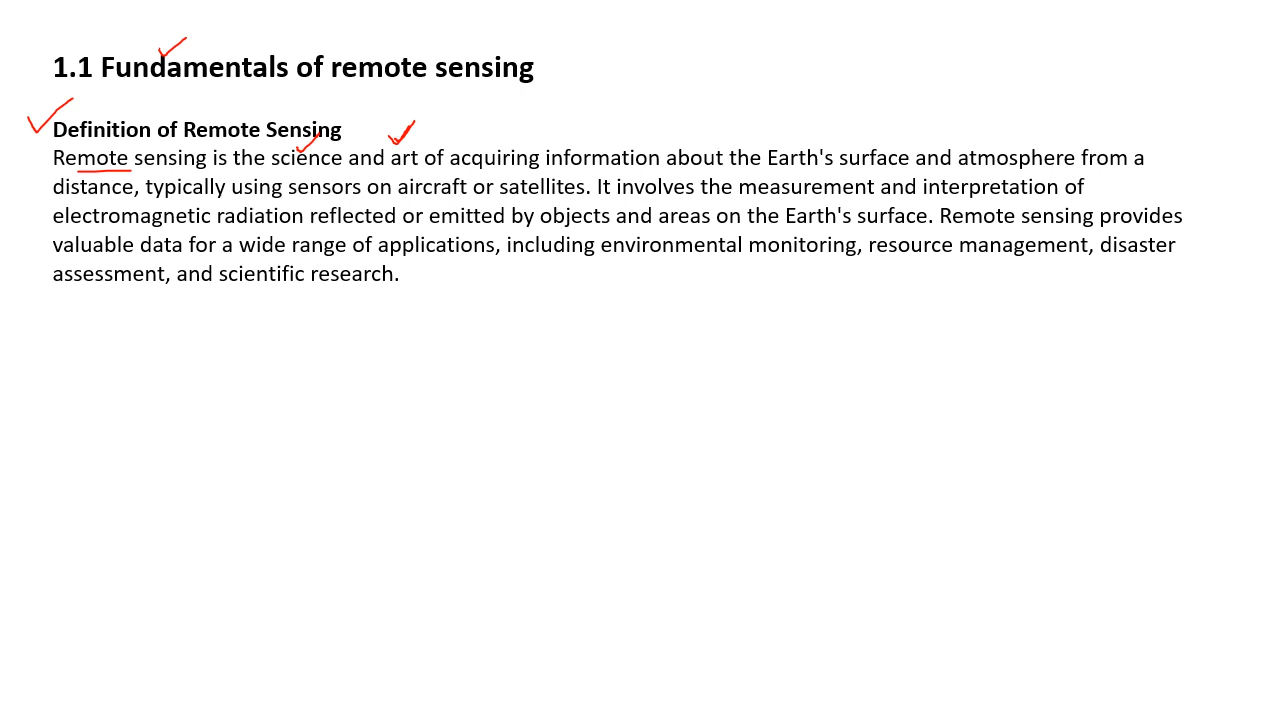 1.1 Fundamentals of remote sensing
Definition of Remote Sensing
Remote sensing is the science and art of acquiring information about the Earth's surface and atmosphere from a
distance, typically using sensors on aircraft or satellites. It involves the measurement and interpretation of
electromagnetic radiation reflected or emitted by objects and areas on the Earth's surface. Remote sensing provides
valuable data for a wide range of applications, including environmental monitoring, resource management, disaster
assessment, and scientific research.